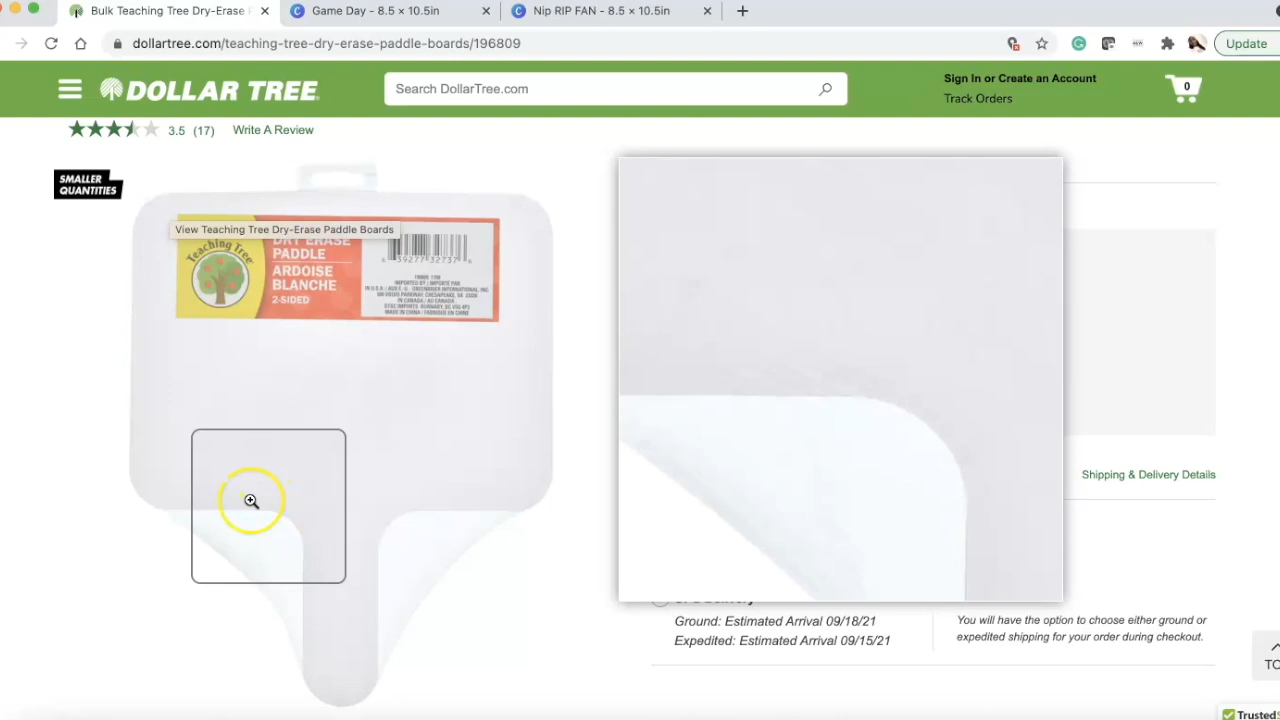 Bulk Teaching Tree Dry-Erase P
Game Day - 8.5 × 10.5in
Nip RIP FAN - 8.5 × 10.5in
dollartree.com/teaching-tree-dry-erase-paddle-boards/196809
Update
DOLLAR TREE
Search DollarTree.com
Sign In or Create an Account
Track Orders
0
3.5 (17) Write A Review
SMALLER
QUANTITIES
View Teaching Tree Dry-Erase Paddle Boards
Teaching Tree
DRY ERASE
PADDLE
ARDOISE
BLANCHE
2-SIDED
Shipping & Delivery Details
Ground: Estimated Arrival 09/18/21
Expedited: Estimated Arrival 09/15/21
You will have the option to choose either ground or
expedited shipping for your order during checkout.
TO
TrustedS